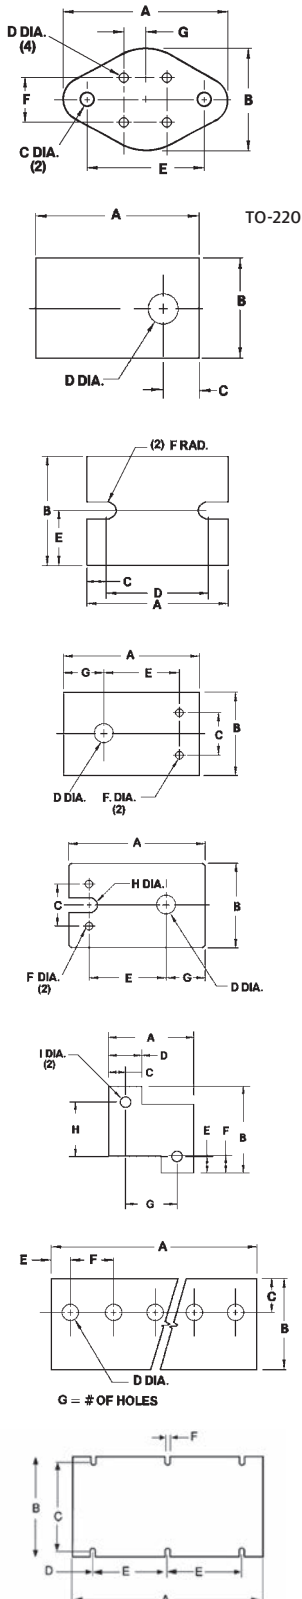 A
D DIA.
(4)
G
F
B
C DIA.
(2)
E
A
TO-220
B
D DIA.
C
(2) F RAD.
B
E
C
D
A
A
G
E
C
B
D DIA.
F. DIA.
(2)
A
H DIA.
C
B
F DIA.
(2)
E
G
D DIA.
A
I DIA.
(2)
D
C
H
E
F
B
G
A
E
F
C
B
D DIA.
G = # OF HOLES
F
B
C
D
E
E
A